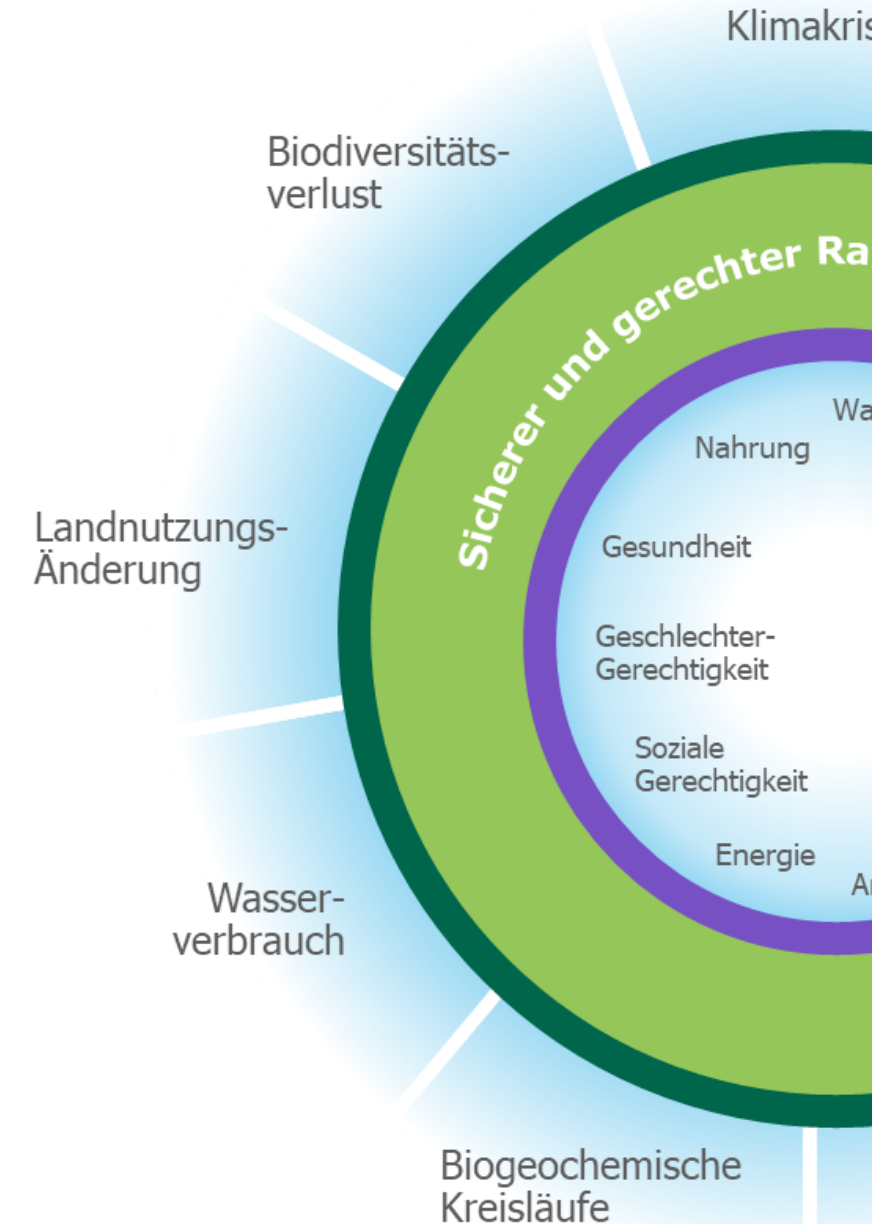 Klimakris
Biodiversitäts-
verlust
Sicherer und gerechter Ra
Wa
Nahrung
Landnutzungs-
Änderung
Gesundheit
Geschlechter-
Gerechtigkeit
Soziale
Gerechtigkeit
Energie
Wasser-
verbrauch
Biogeochemische
Kreisläufe